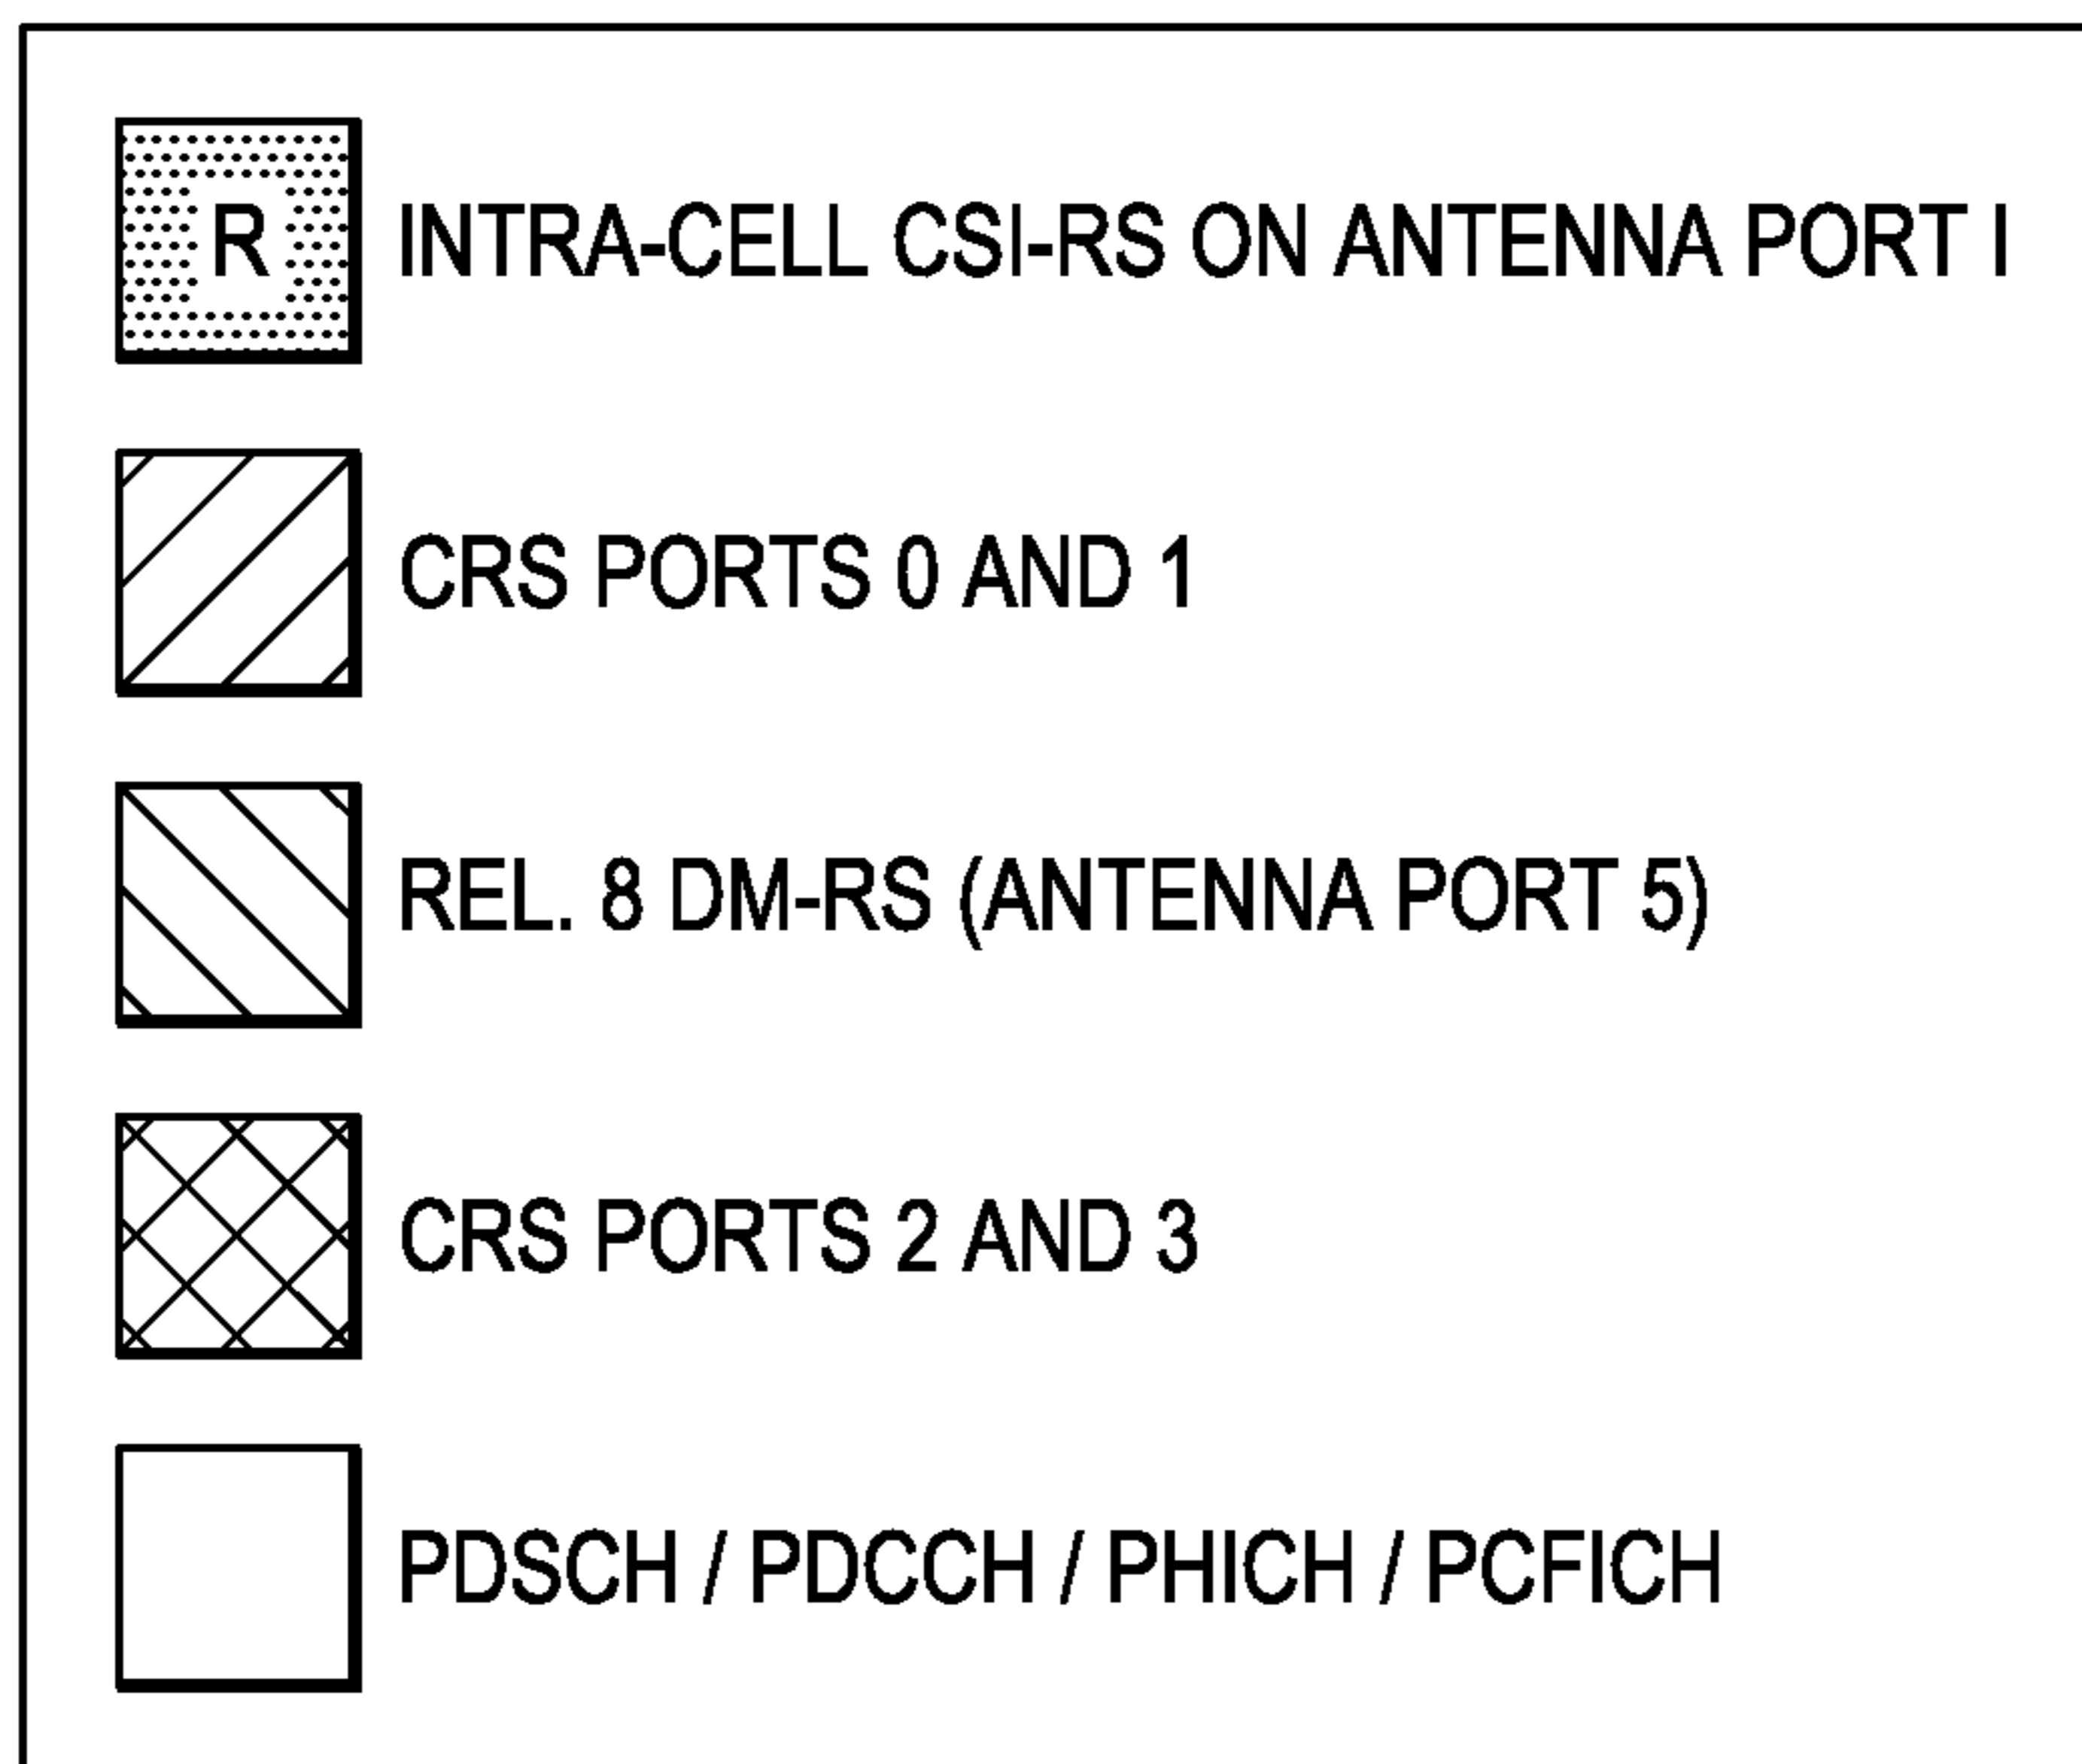 R INTRA-CELL CSI-RS ON ANTENNA PORT I
CRS PORTS 0 AND 1
REL. 8 DM-RS (ANTENNA PORT 5)
CRS PORTS 2 AND 3
PDSCH / PDCCH / PHICH / PCFICH